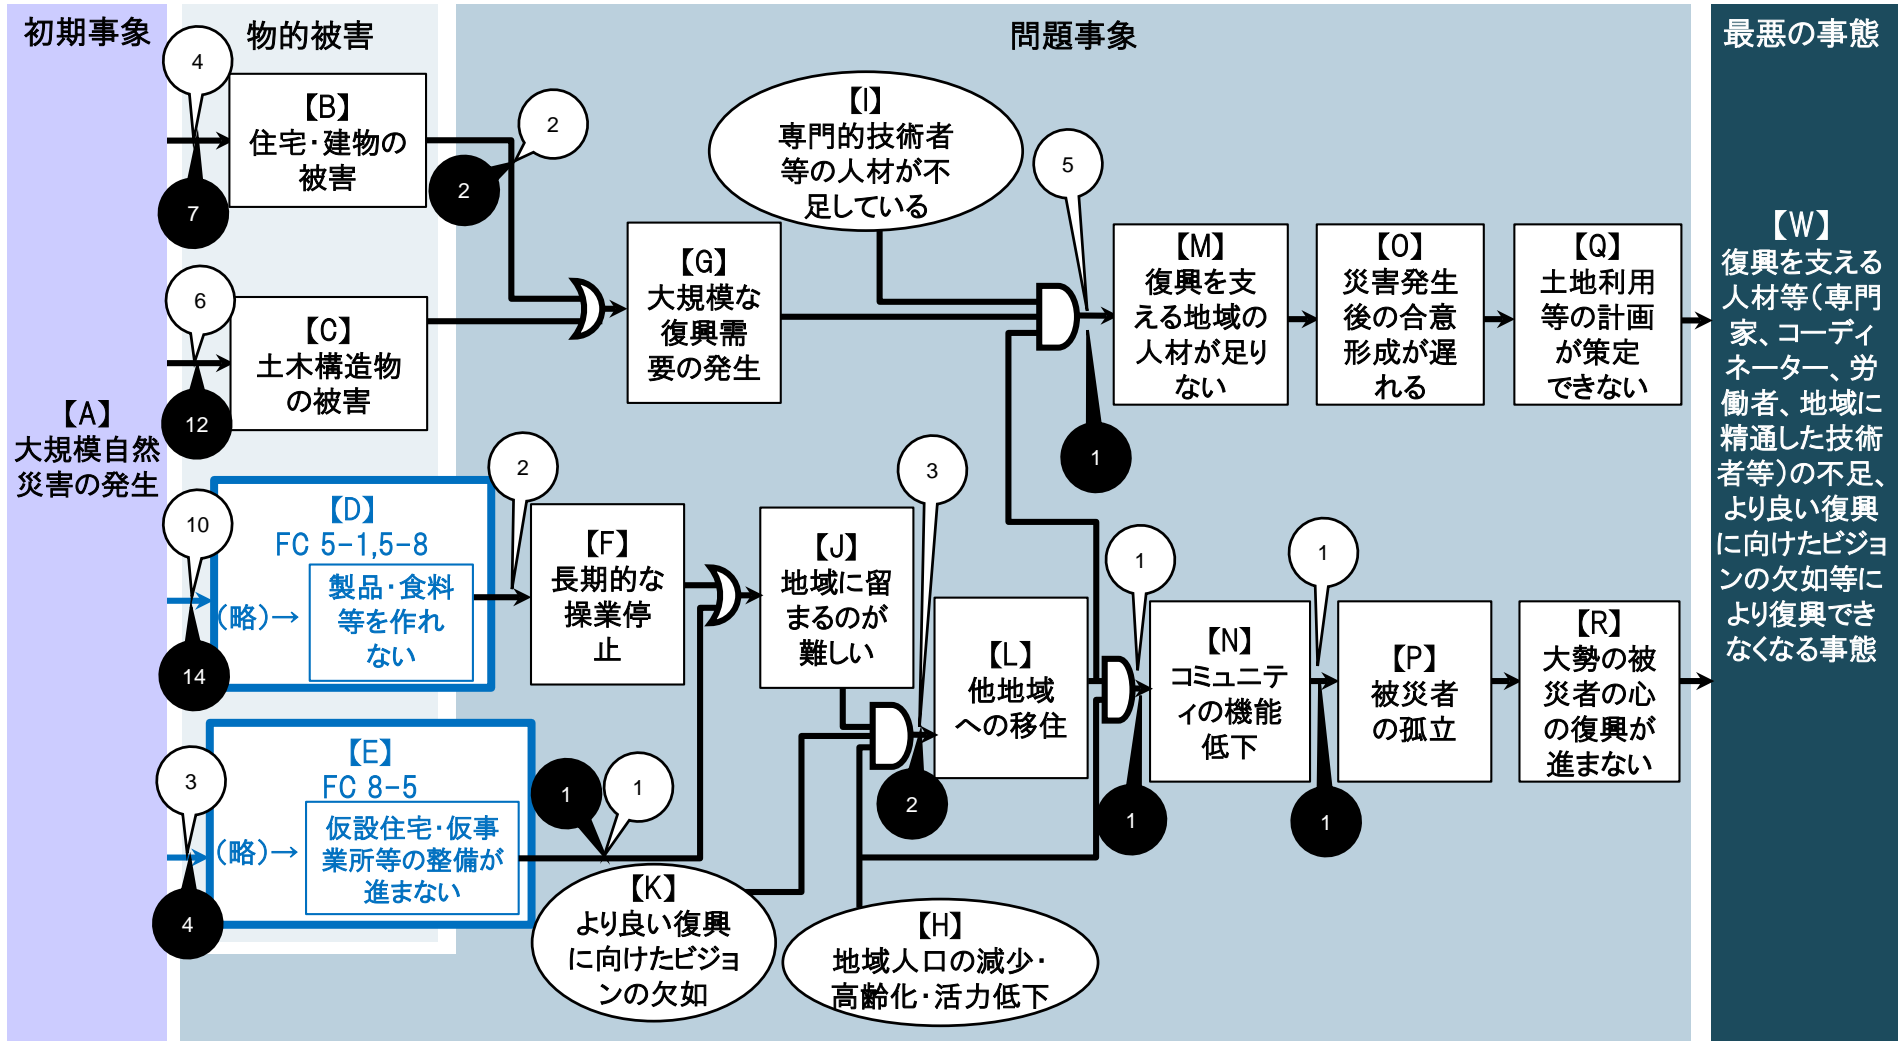 初期事象
物的被害
問題事象
最悪の事態
【A】
大規模自然
災害の発生
4
7
【B】
住宅・建物の
被害
2
2
6
12
【C】
土木構造物
の被害
10
14
【D】
FC 5-1,5-8
(略)→
製品・食料
等を作れ
ない
3
4
【E】
FC 8-5
(略)→
仮設住宅・仮事
業所等の整備が
進まない
2
【F】
長期的な
操業停
止
1
1
【G】
大規模な
復興需
要の発生
【I】
専門的技術者
等の人材が不
足している
【J】
地域に留
まるのが
難しい
【K】
より良い復興
に向けたビジョ
ンの欠如
【H】
地域人口の減少・
高齢化・活力低下
3
2
【L】
他地域
への移住
5
1
【M】
復興を支
える地域の
人材が足り
ない
【O】
災害発生
後の合意
形成が遅
れる
【Q】
土地利用
等の計画
が策定
できない
1
1
【N】
コミュニテ
ィの機能
低下
1
1
【P】
被災者
の孤立
【R】
大勢の被
災者の心
の復興が
進まない
【W】
復興を支える
人材等(専門
家、コーディ
ネーター、労
働者、地域に
精通した技術
者等)の不足、
より良い復興
に向けたビジョ
ンの欠如等に
より復興でき
なくなる事態